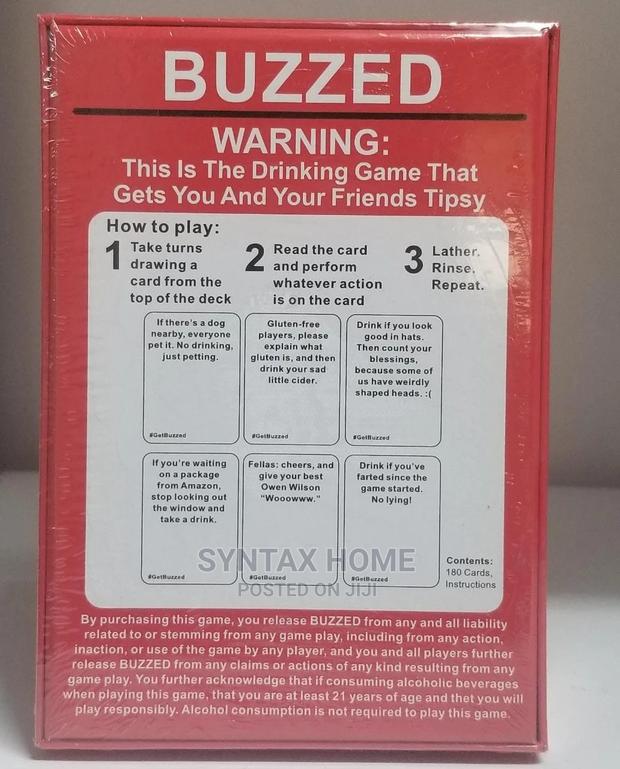 BUZZED
WARNING:
This Is The Drinking Game That
Gets You And Your Friends Tipsy
How to play:
1 Take turns
drawing a
card from the
top of the deck
2 Read the card
and perform
whatever action
is on the card
3 Lather.
Rinse.
Repeat.
If there's a dog
nearby, everyone
pet it. No drinking,
just petting.
#GetBuzzed
Gluten-free
players, please
explain what
gluten is, and then
drink your sad
little cider.
#GetBuzzed
Drink if you look
good in hats.
Then count your
blessings,
because some of
us have weirdly
shaped heads. :(
#GetBuzzed
If you're waiting
on a package
from Amazon,
stop looking out
the window and
take a drink.
#GetBuzzed
Fellas: cheers, and
give your best
Owen Wilson
"Wooowww."
#GetBuzzed
Drink if you've
farted since the
game started.
No lying!
#GetBuzzed
SYNTAX HOME
POSTED ON JIJI
Contents:
180 Cards,
Instructions
By purchasing this game, you release BUZZED from any and all liability
related to or stemming from any game play, including from any action,
inaction, or use of the game by any player, and you and all players further
release BUZZED from any claims or actions of any kind resulting from any
game play. You further acknowledge that if consuming alcoholic beverages
when playing this game, that you are at least 21 years of age and thet you will
play responsibly. Alcohol consumption is not required to play this game.